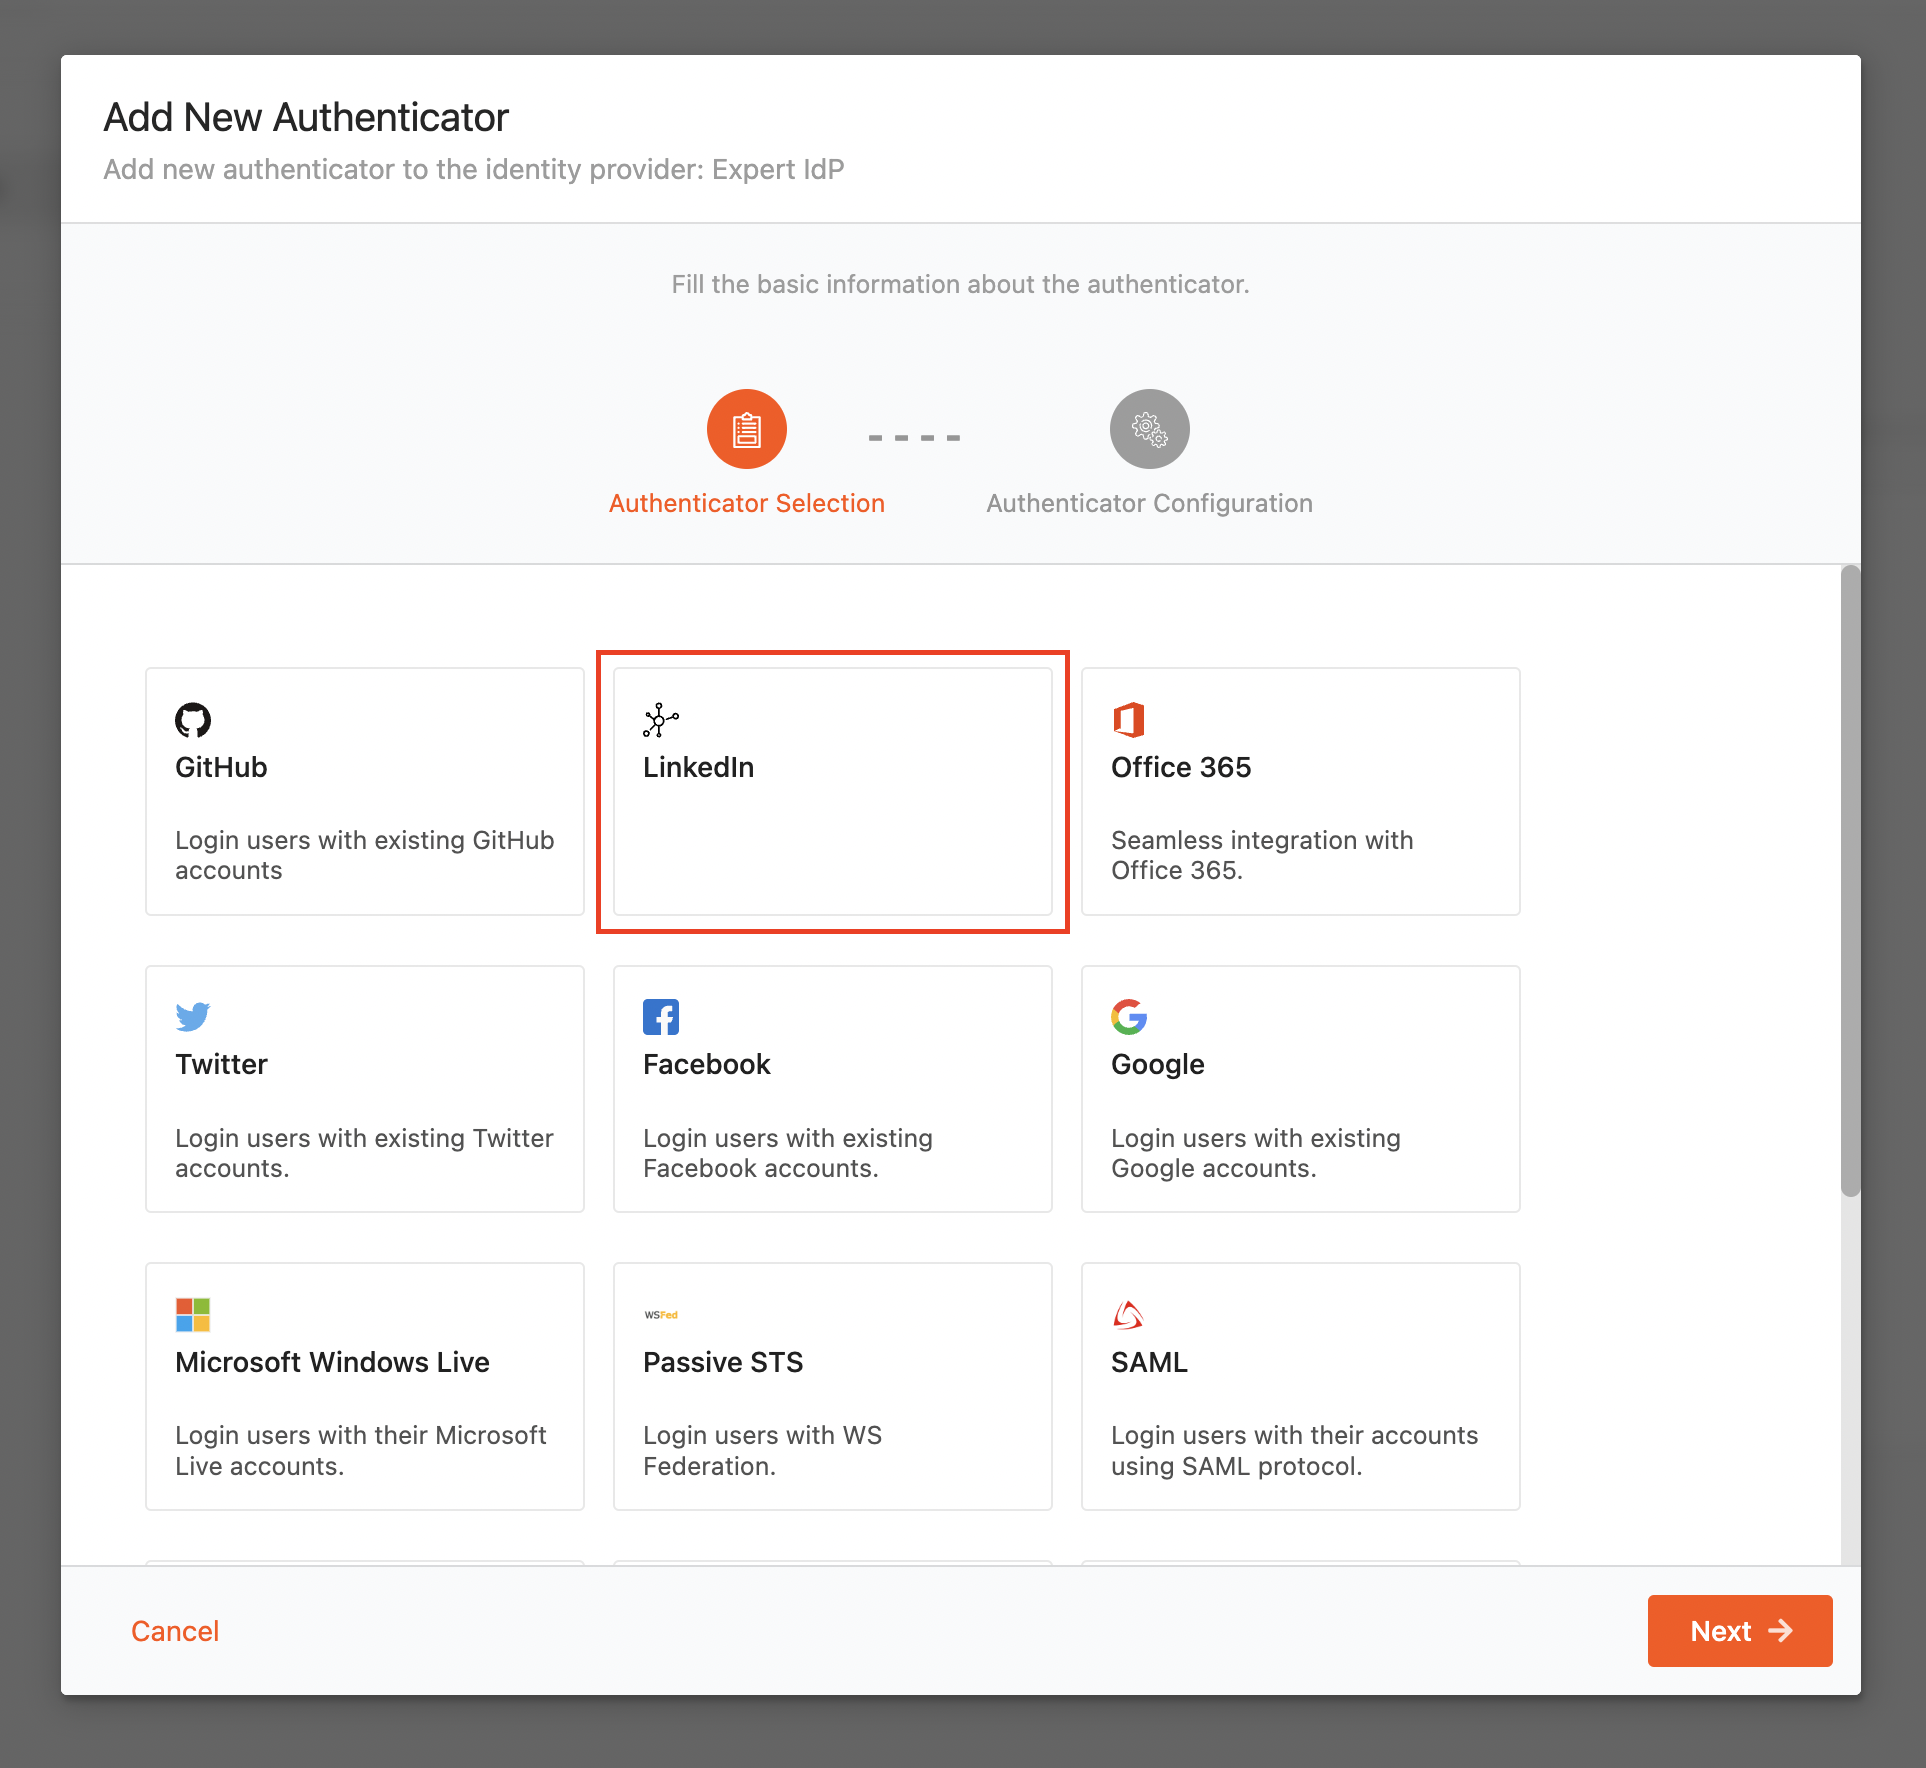 Add New Authenticator
Add new authenticator to the identity provider: Expert IdP
Fill the basic information about the authenticator.
Authenticator Selection
Authenticator Configuration
GitHub
Login users with existing GitHub
accounts
LinkedIn
Office 365
Seamless integration with
Office 365.
Twitter
Login users with existing Twitter
accounts.
Facebook
Login users with existing
Facebook accounts.
Google
Login users with existing
Google accounts.
Microsoft Windows Live
Login users with their Microsoft
Live accounts.
WSFed
Passive STS
Login users with WS
Federation.
SAML
Login users with their accounts
using SAML protocol.
Cancel
Next